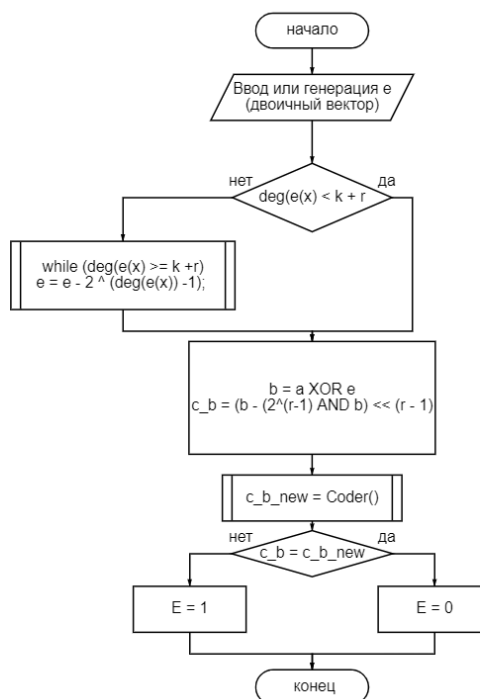 начало
Ввод или генерация e
(двоичный вектор)
нет
да
deg(e(x) < k + r
while (deg(e(x) >= k +r)
e = e - 2 ^ (deg(e(x)) -1);
b = a XOR e
c_b = (b - (2^(r-1) AND b) << (r - 1)
c_b_new = Coder()
нет
да
c_b = c_b_new
E = 1
E = 0
конец